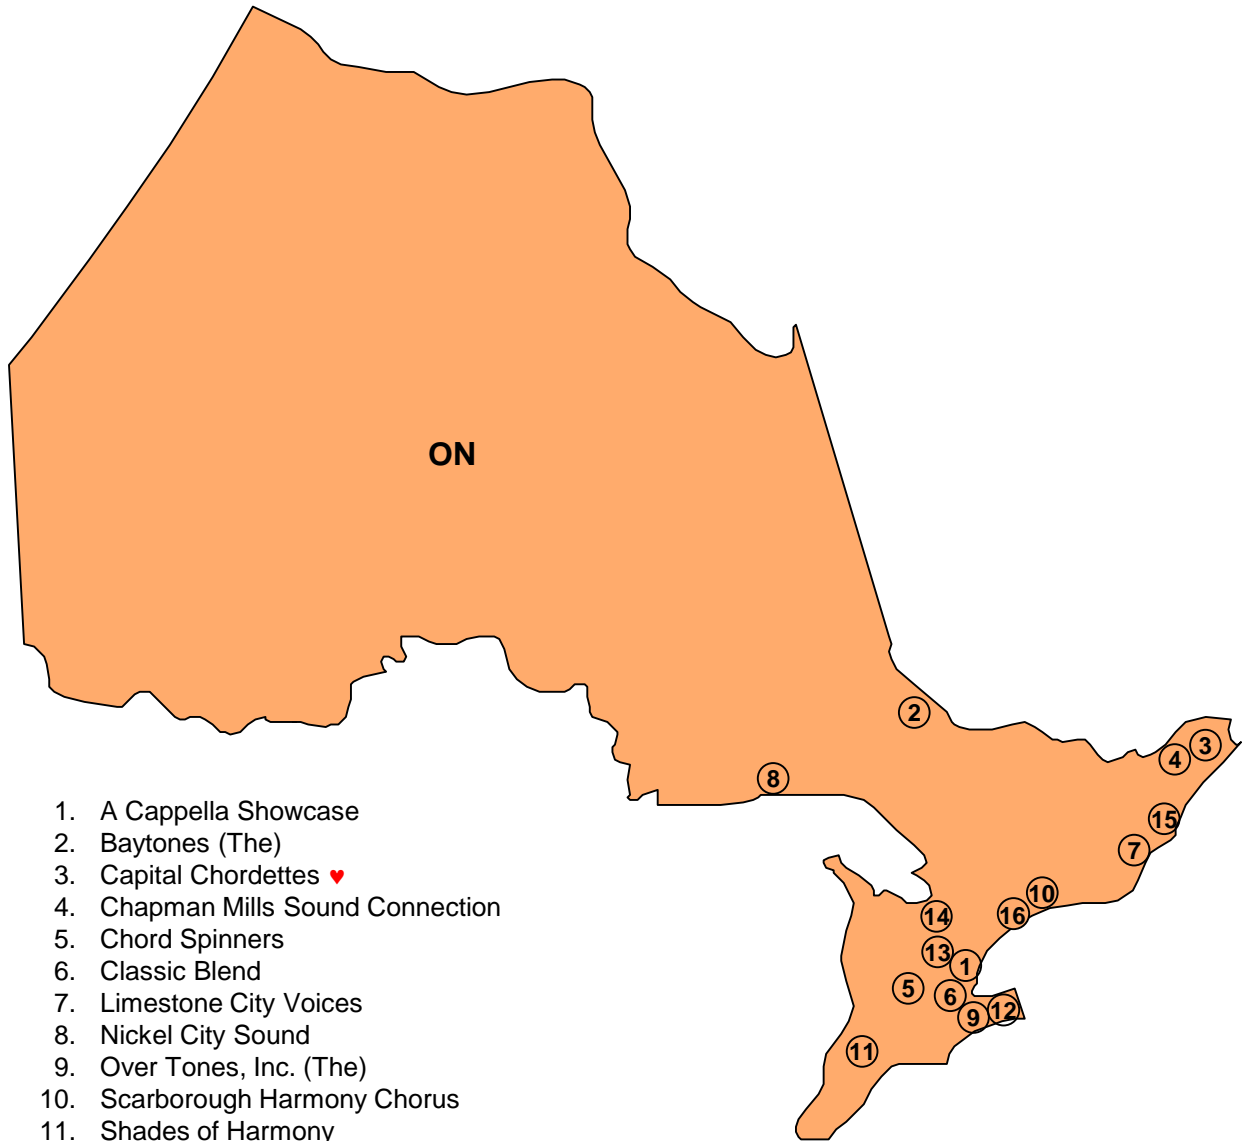 ON
2
3
4
8
15
7
10
16
14
13
1
5
6
12
9
11
1. A Cappella Showcase
2. Baytones (The)
3. Capital Chordettes ♥
4. Chapman Mills Sound Connection
5. Chord Spinners
6. Classic Blend
7. Limestone City Voices
8. Nickel City Sound
9. Over Tones, Inc. (The)
10. Scarborough Harmony Chorus
11. Shades of Harmony